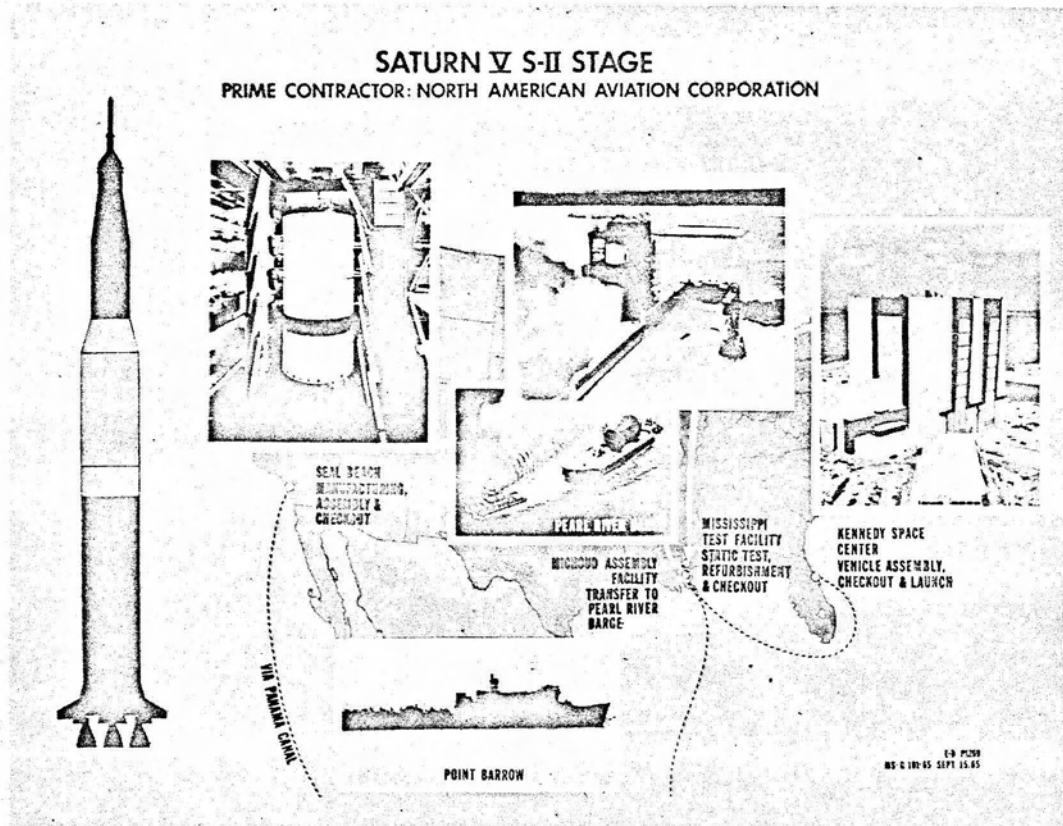 SATURN V S-II STAGE
PRIME CONTRACTOR: NORTH AMERICAN AVIATION CORPORATION
SEAL BEACH
MANUFACTURING,
ASSEMBLY &
CHECKOUT
PEARL RIVER
MICHOUD ASSEMBLY
FACILITY
TRANSFER TO
PEARL RIVER
BARGE
MISSISSIPPI
TEST FACILITY
STATIC TEST,
REFURBISHMENT
& CHECKOUT
KENNEDY SPACE
CENTER
VEHICLE ASSEMBLY,
CHECKOUT & LAUNCH
VIA PANAMA CANAL
POINT BARROW
SEPT 15,65